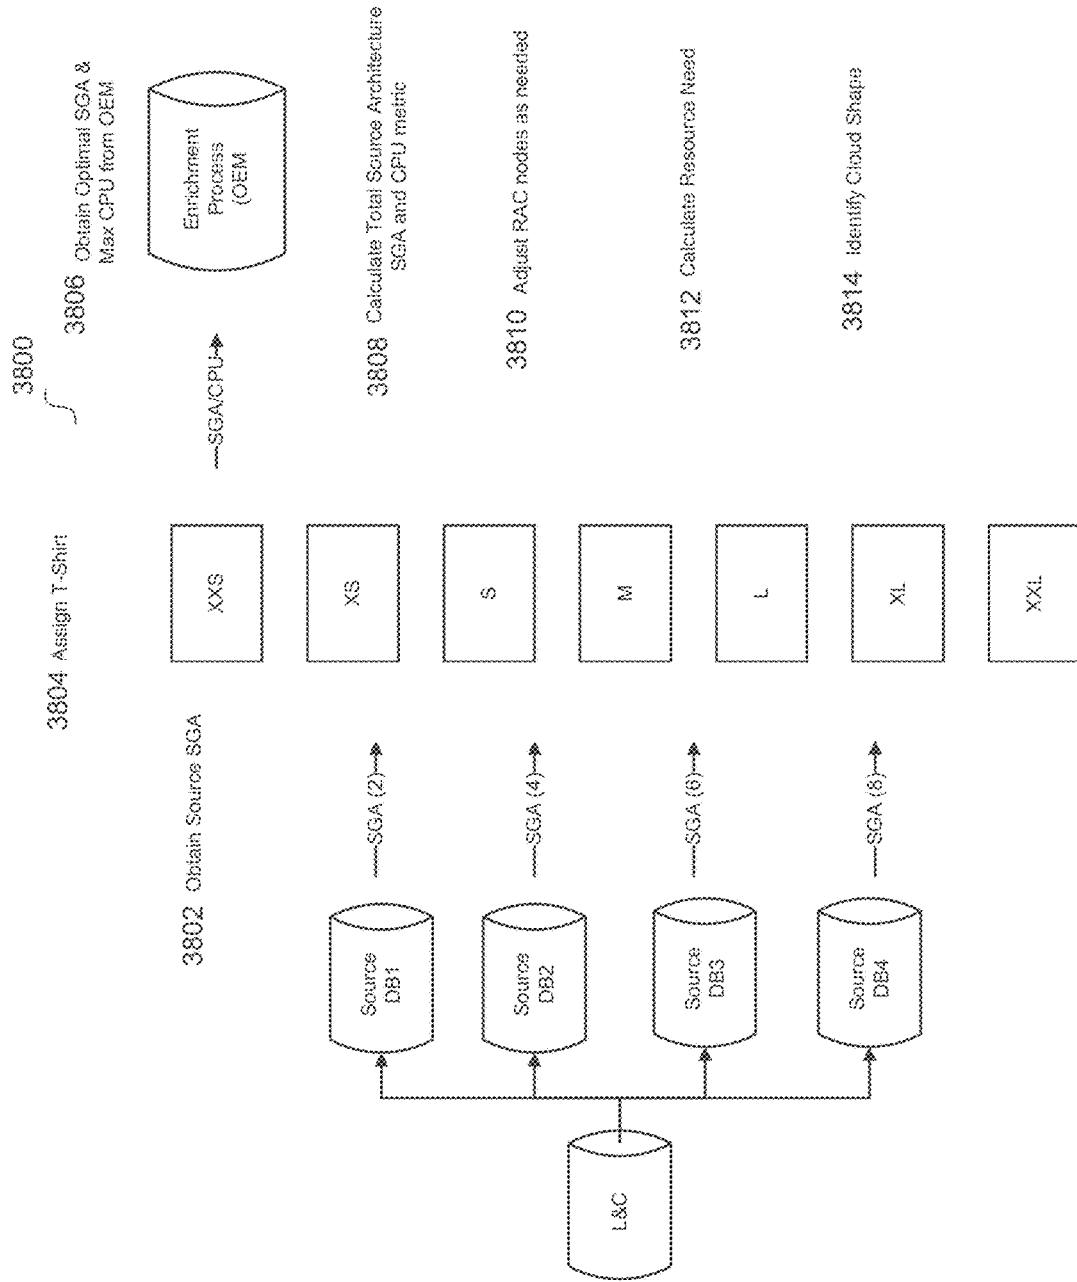 3800
3802 Obtain Source SGA
3804 Assign T-Shirt
3806 Obtain Optimal SGA &
Max CPU from OEM
L&C
Source
DB1
Source
DB2
Source
DB3
Source
DB4
SGA (2)
SGA (4)
SGA (6)
SGA (8)
XXS
XS
S
M
L
XL
XXL
SGA/CPU
Enrichment
Process
(OEM
3808 Calculate Total Source Architecture
SGA and CPU metric
3810 Adjust RAC nodes as needed
3812 Calculate Resource Need
3814 Identify Cloud Shape